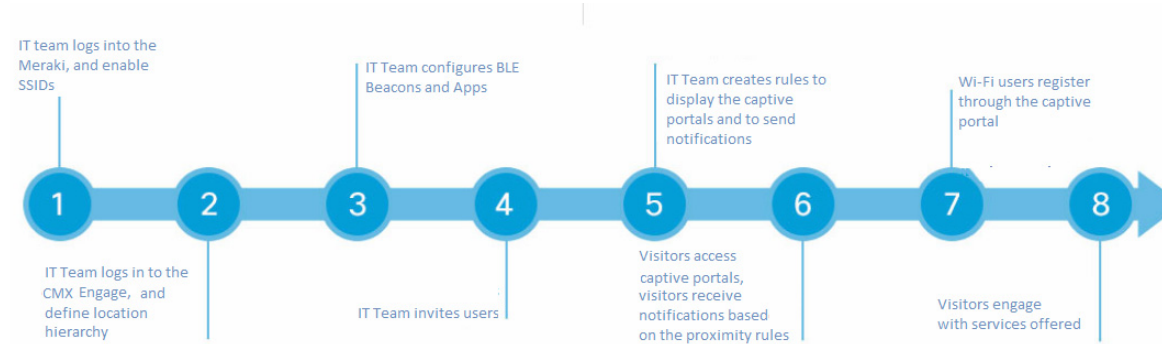 IT team logs into the
Meraki, and enable
SSIDs
IT Team configures BLE
Beacons and Apps
IT Team creates rules to
display the captive
portals and to send
notifications
Wi-Fi users register
through the captive
portal
1
2
3
4
5
6
7
8
IT Team logs in to the
CMX Engage, and
define location
hierarchy
IT Team invites users
Visitors access
captive portals,
visitors receive
notifications based
on the proximity rules
Visitors engage
with services offered